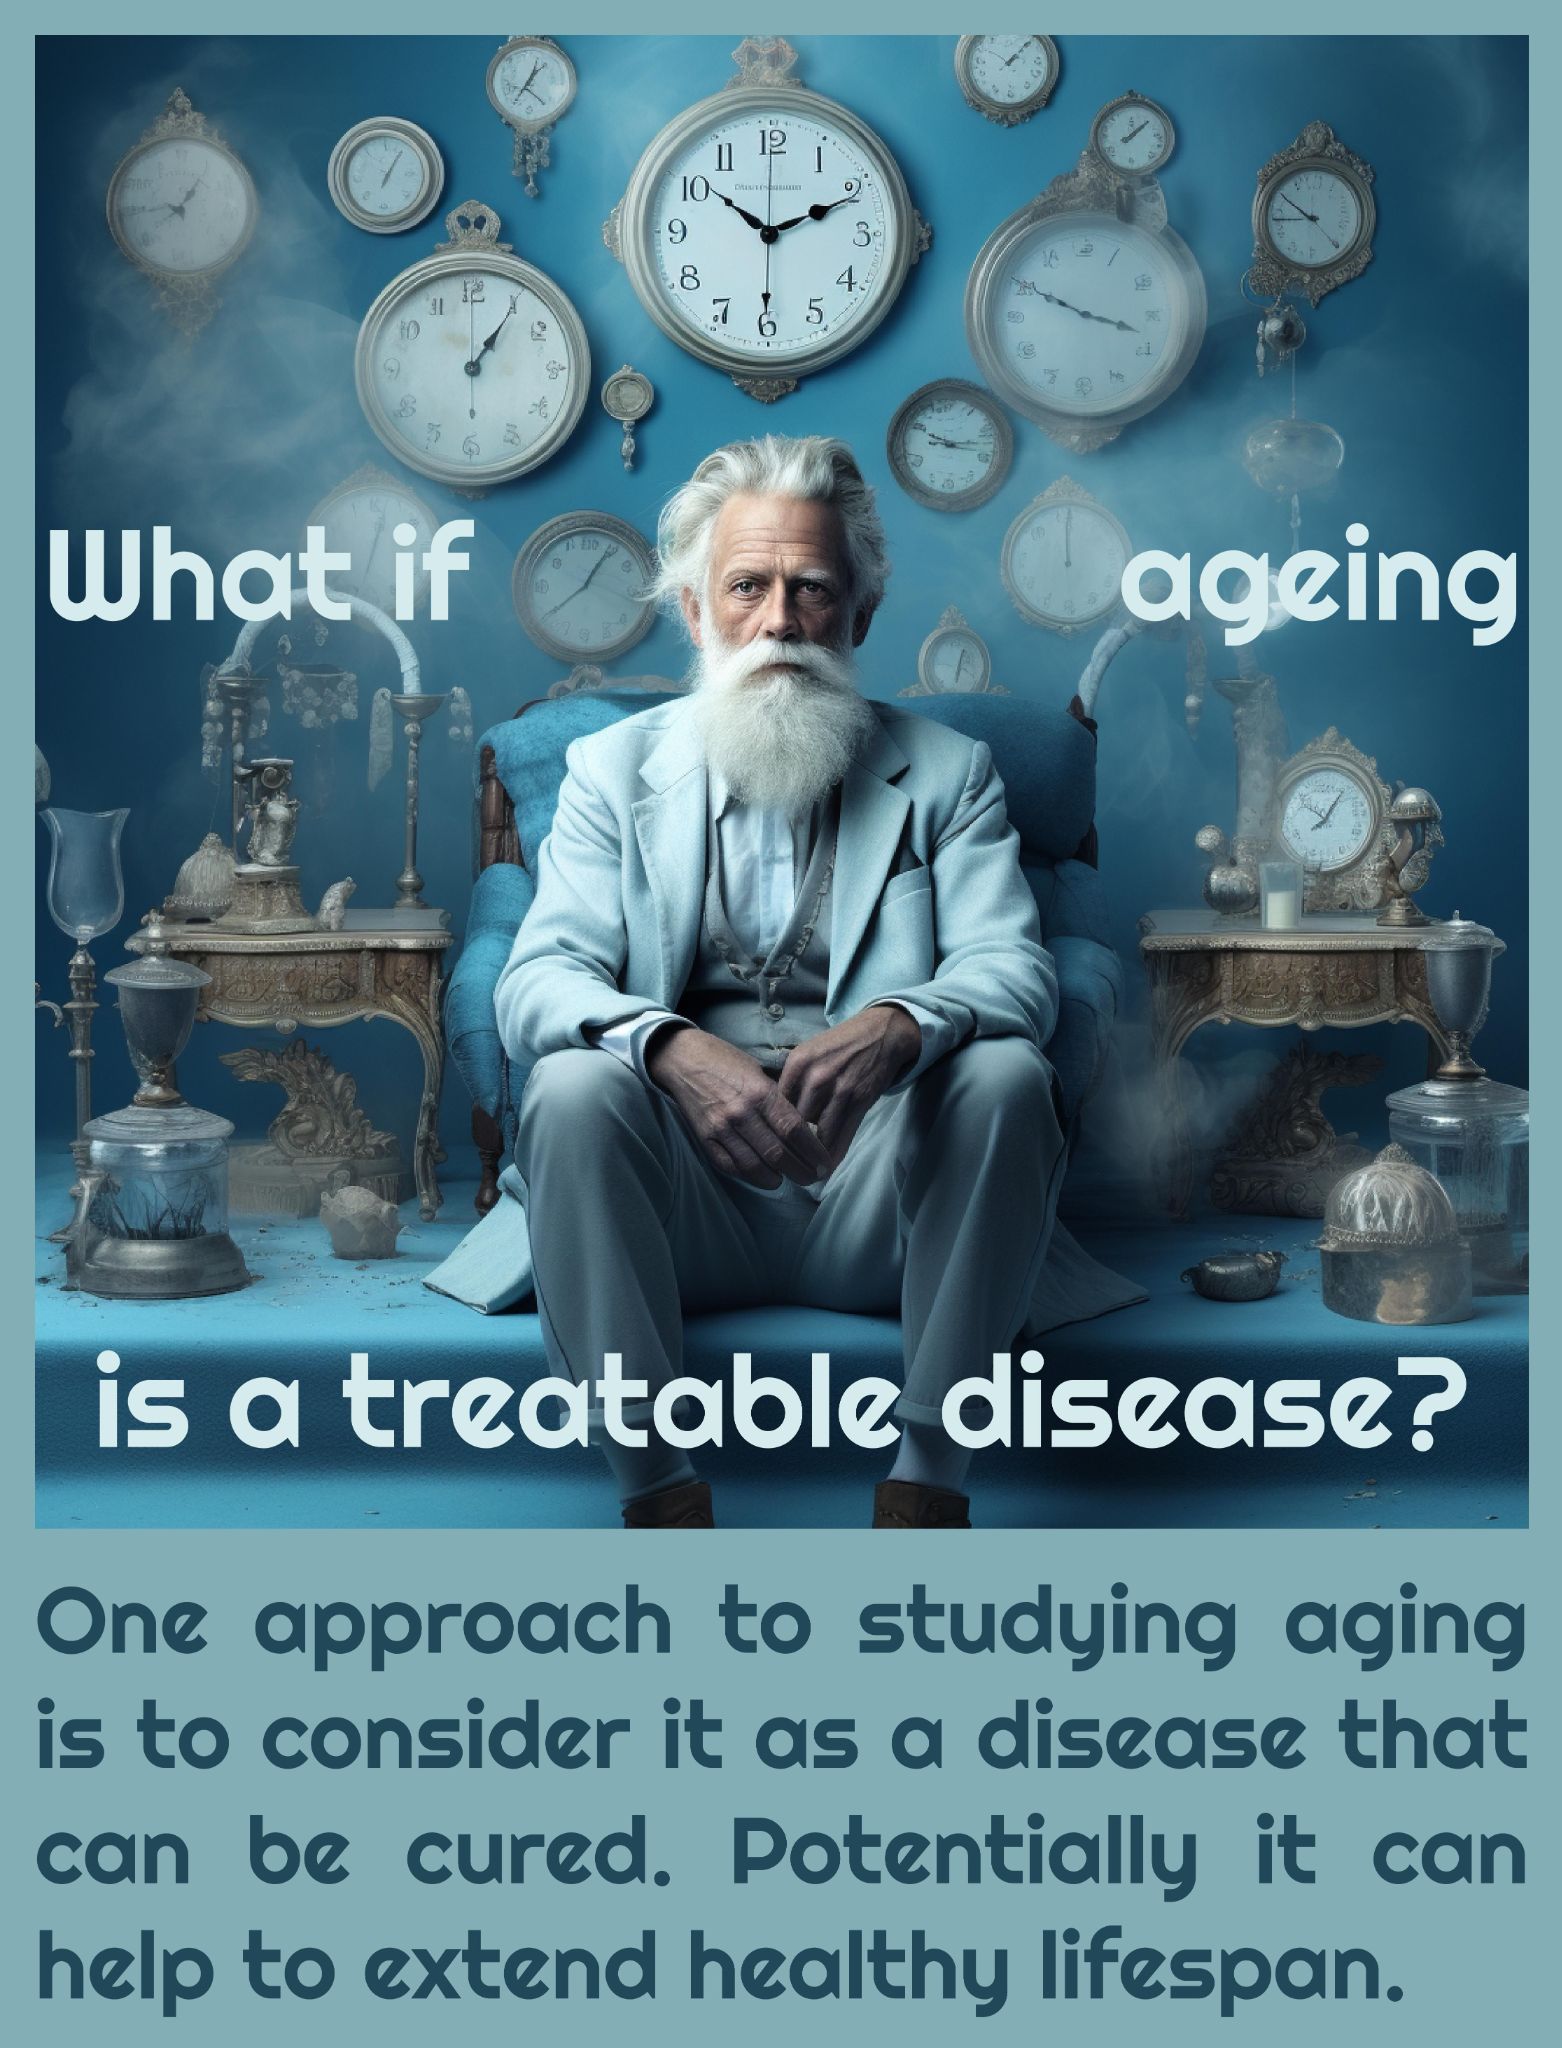 What if ageing
is a treatable disease?
One approach to studying aging
is to consider it as a disease that
can be cured. Potentially it can
help to extend healthy lifespan.